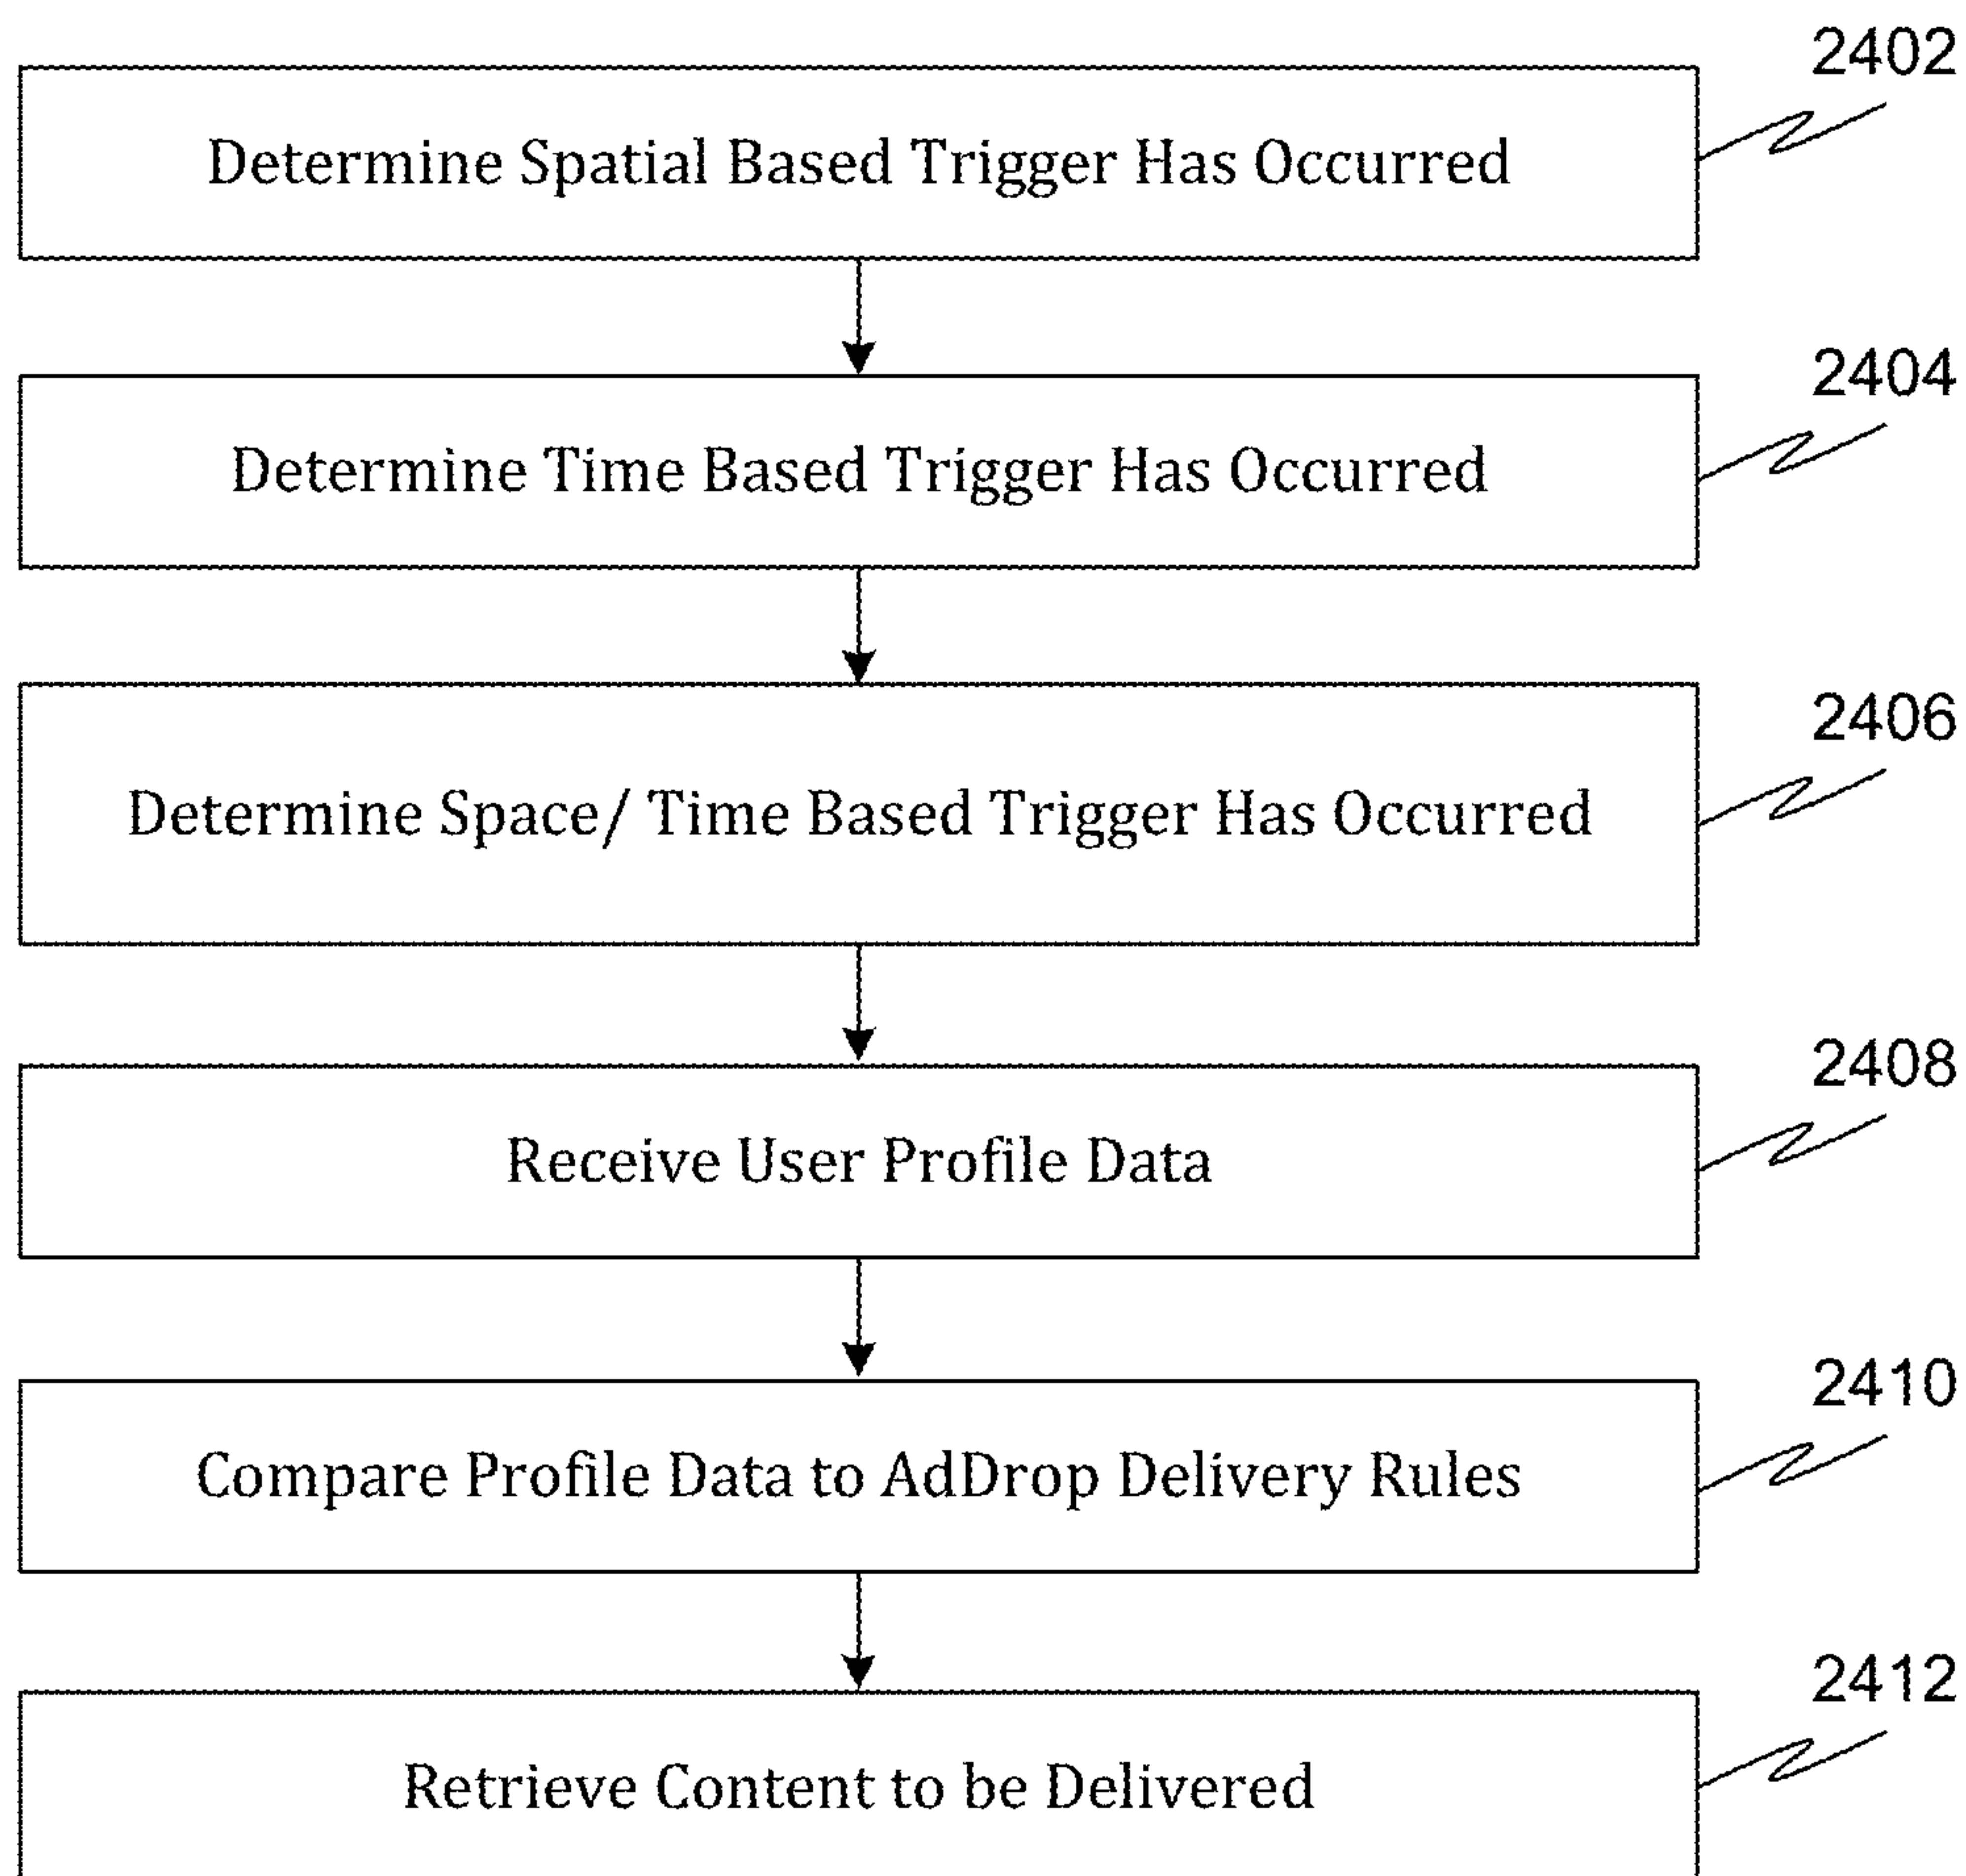 2402
Determine Spatial Based Trigger Has Occurred
2404
Determine Time Based Trigger Has Occurred
2406
Determine Space/ Time Based Trigger Has Occurred
2408
Receive User Profile Data
2410
Compare Profile Data to AdDrop Delivery Rules
2412
Retrieve Content to be Delivered